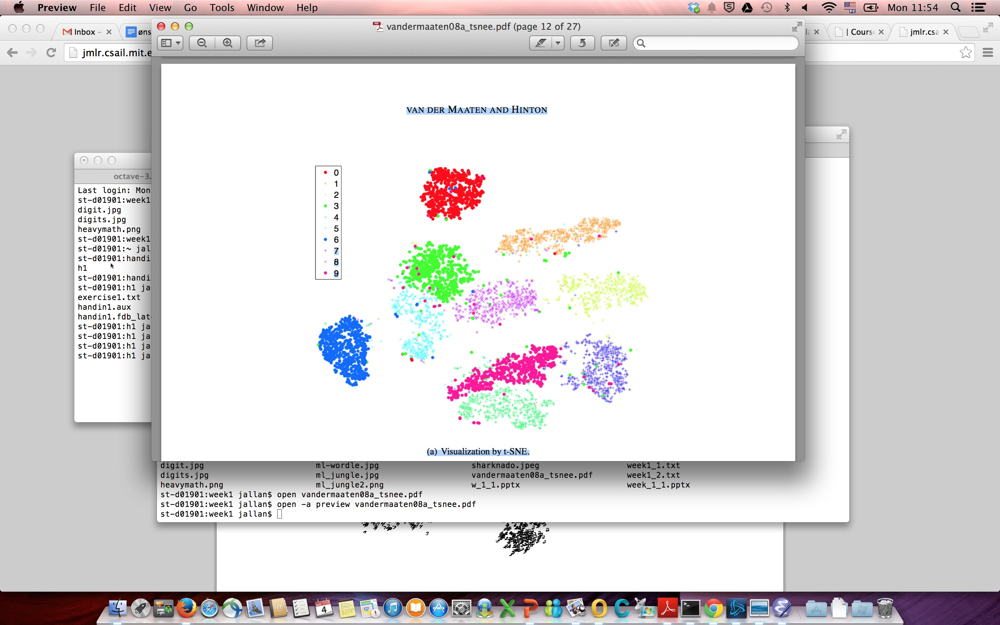 Preview File Edit View Go Tools Window Help Mon 11:54
vandermaaten08a_tsnee.pdf (page 12 of 27)
Inbox -
øns
| Cours
jmlr.csa
jmlr.csail.mit.e
VAN DER MAATEN AND HINTON
0
1
2
3
4
5
6
7
8
9
(a) Visualization by t-SNE.
octave-3.
Last login: Mon
st-d01901:week1
digit.jpg
digits.jpg
heavymath.png
st-d01901:week1
st-d01901:~ jal
st-d01901:handi
h1
st-d01901:handi
st-d01901:h1 ja
exercise1.txt
handin1.aux
handin1.fdb_lat
st-d01901:h1 ja
st-d01901:h1 ja
st-d01901:h1 ja
st-d01901:h1 ja
digit.jpg ml-wordle.jpg sharknado.jpeg week1_1.txt
digits.jpg ml_jungle.jpg vandermaaten08a_tsnee.pdf week1_2.txt
heavymath.png ml_jungle2.png w_1_1.pptx week_1_1.pptx
st-d01901:week1 jallan$ open vandermaaten08a_tsnee.pdf
st-d01901:week1 jallan$ open -a preview vandermaaten08a_tsnee.pdf
st-d01901:week1 jallan$
AUG
4